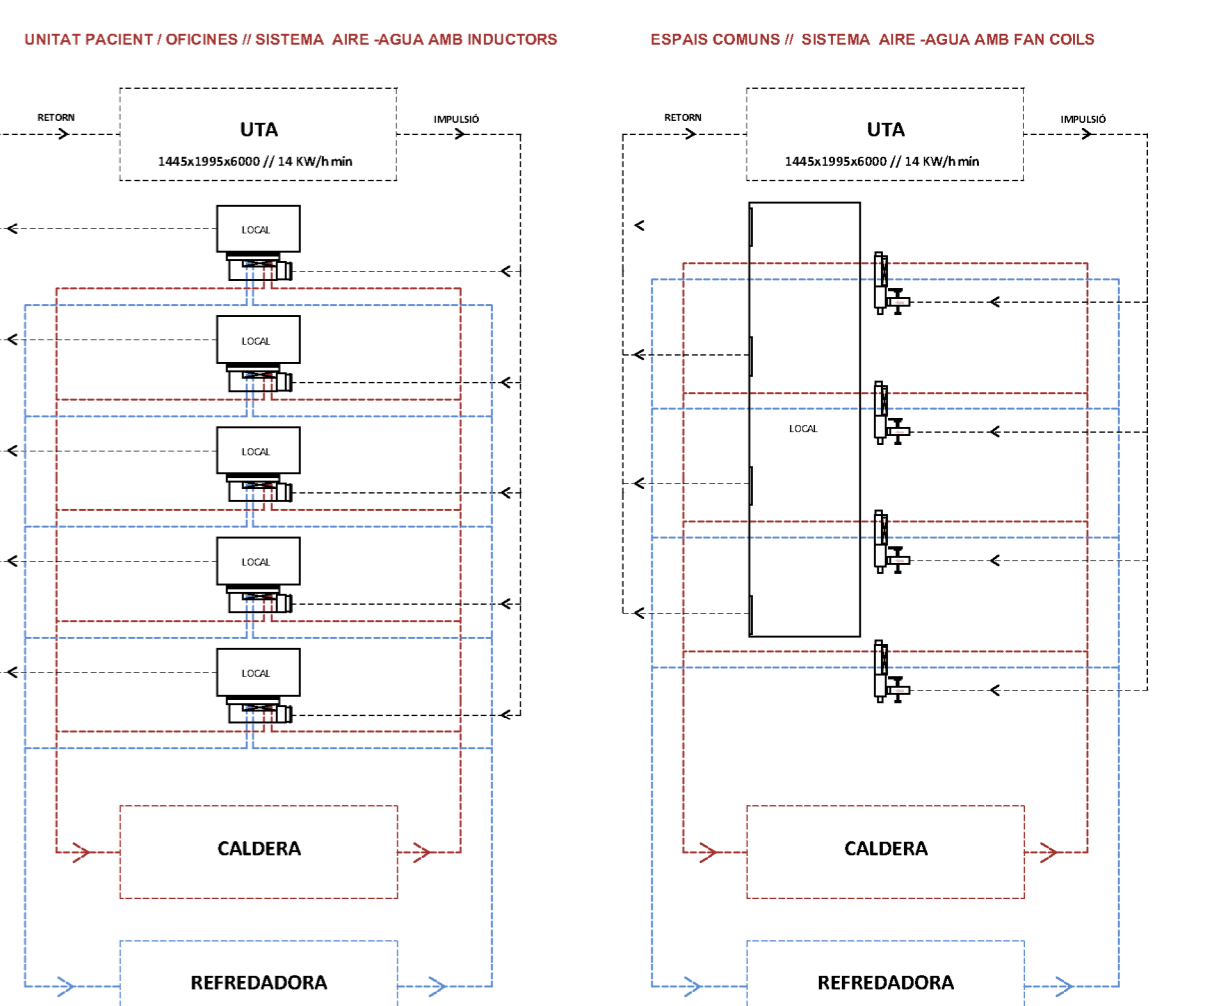 UNITAT PACIENT / OFICINES // SISTEMA AIRE -AGUA AMB INDUCTORS
RETORN
UTA
1445x1995x6000 // 14 KW/h min
IMPULSIÓ
LOCAL
LOCAL
LOCAL
LOCAL
LOCAL
CALDERA
REFREDADORA
ESPAIS COMUNS // SISTEMA AIRE -AGUA AMB FAN COILS
RETORN
UTA
1445x1995x6000 // 14 KW/h min
IMPULSIÓ
LOCAL
CALDERA
REFREDADORA